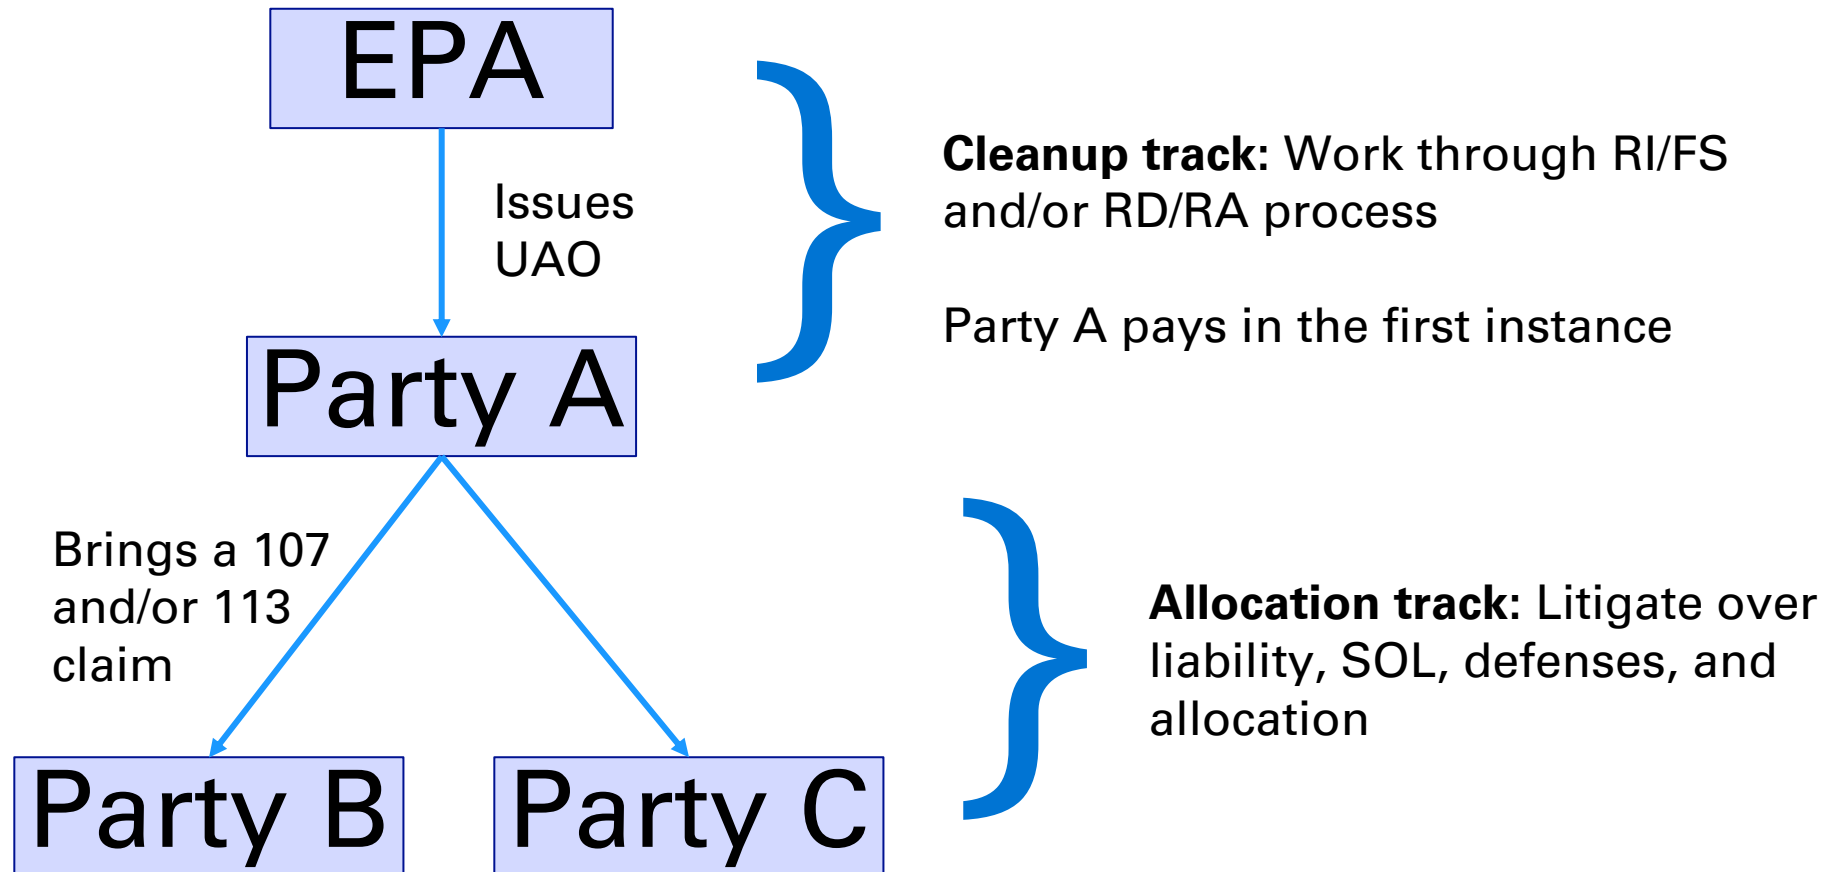 EPA
Issues
UAO
Cleanup track: Work through RI/FS
and/or RD/RA process
Party A pays in the first instance
Party A
Brings a 107
and/or 113
claim
Allocation track: Litigate over
liability, SOL, defenses, and
allocation
Party B
Party C